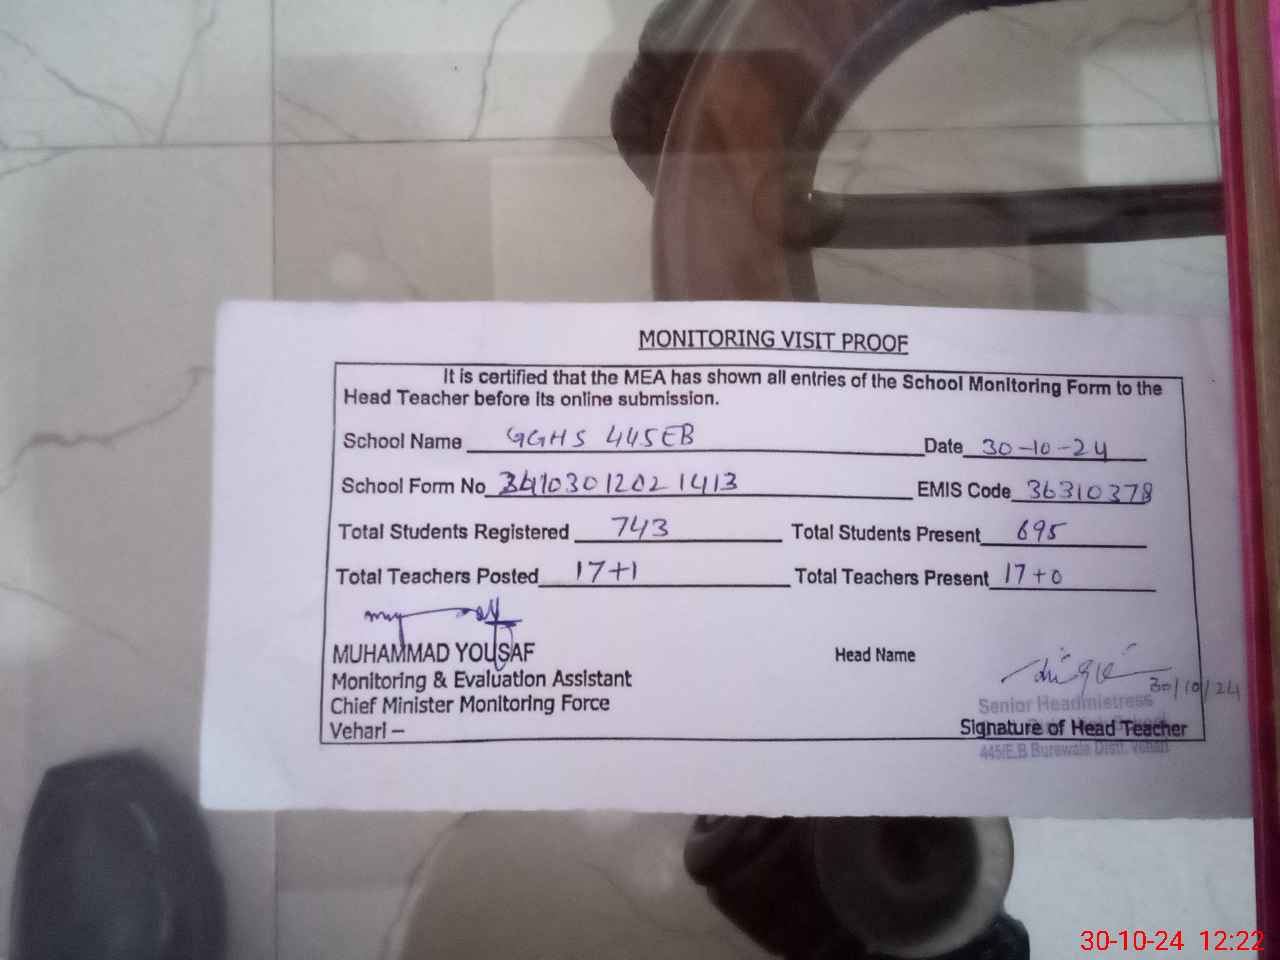 MONITORING VISIT PROOF
It is certified that the MEA has shown all entries of the School Monitoring Form to the
Head Teacher before its online submission.
School Name GGHS 445EB Date 30-10-24
School Form No 3410301202 1413 EMIS Code 36310378
Total Students Registered 743 Total Students Present 695
Total Teachers Posted 17+1 Total Teachers Present 17+0
MUHAMMAD YOUSAF
Monitoring & Evaluation Assistant Head Name
Chief Minister Monitoring Force 30/10/24
Senior Headmistress
Vehari – Signature of Head Teacher
445/E.B Burewala Distt. Vehari
30-10-24 12:22